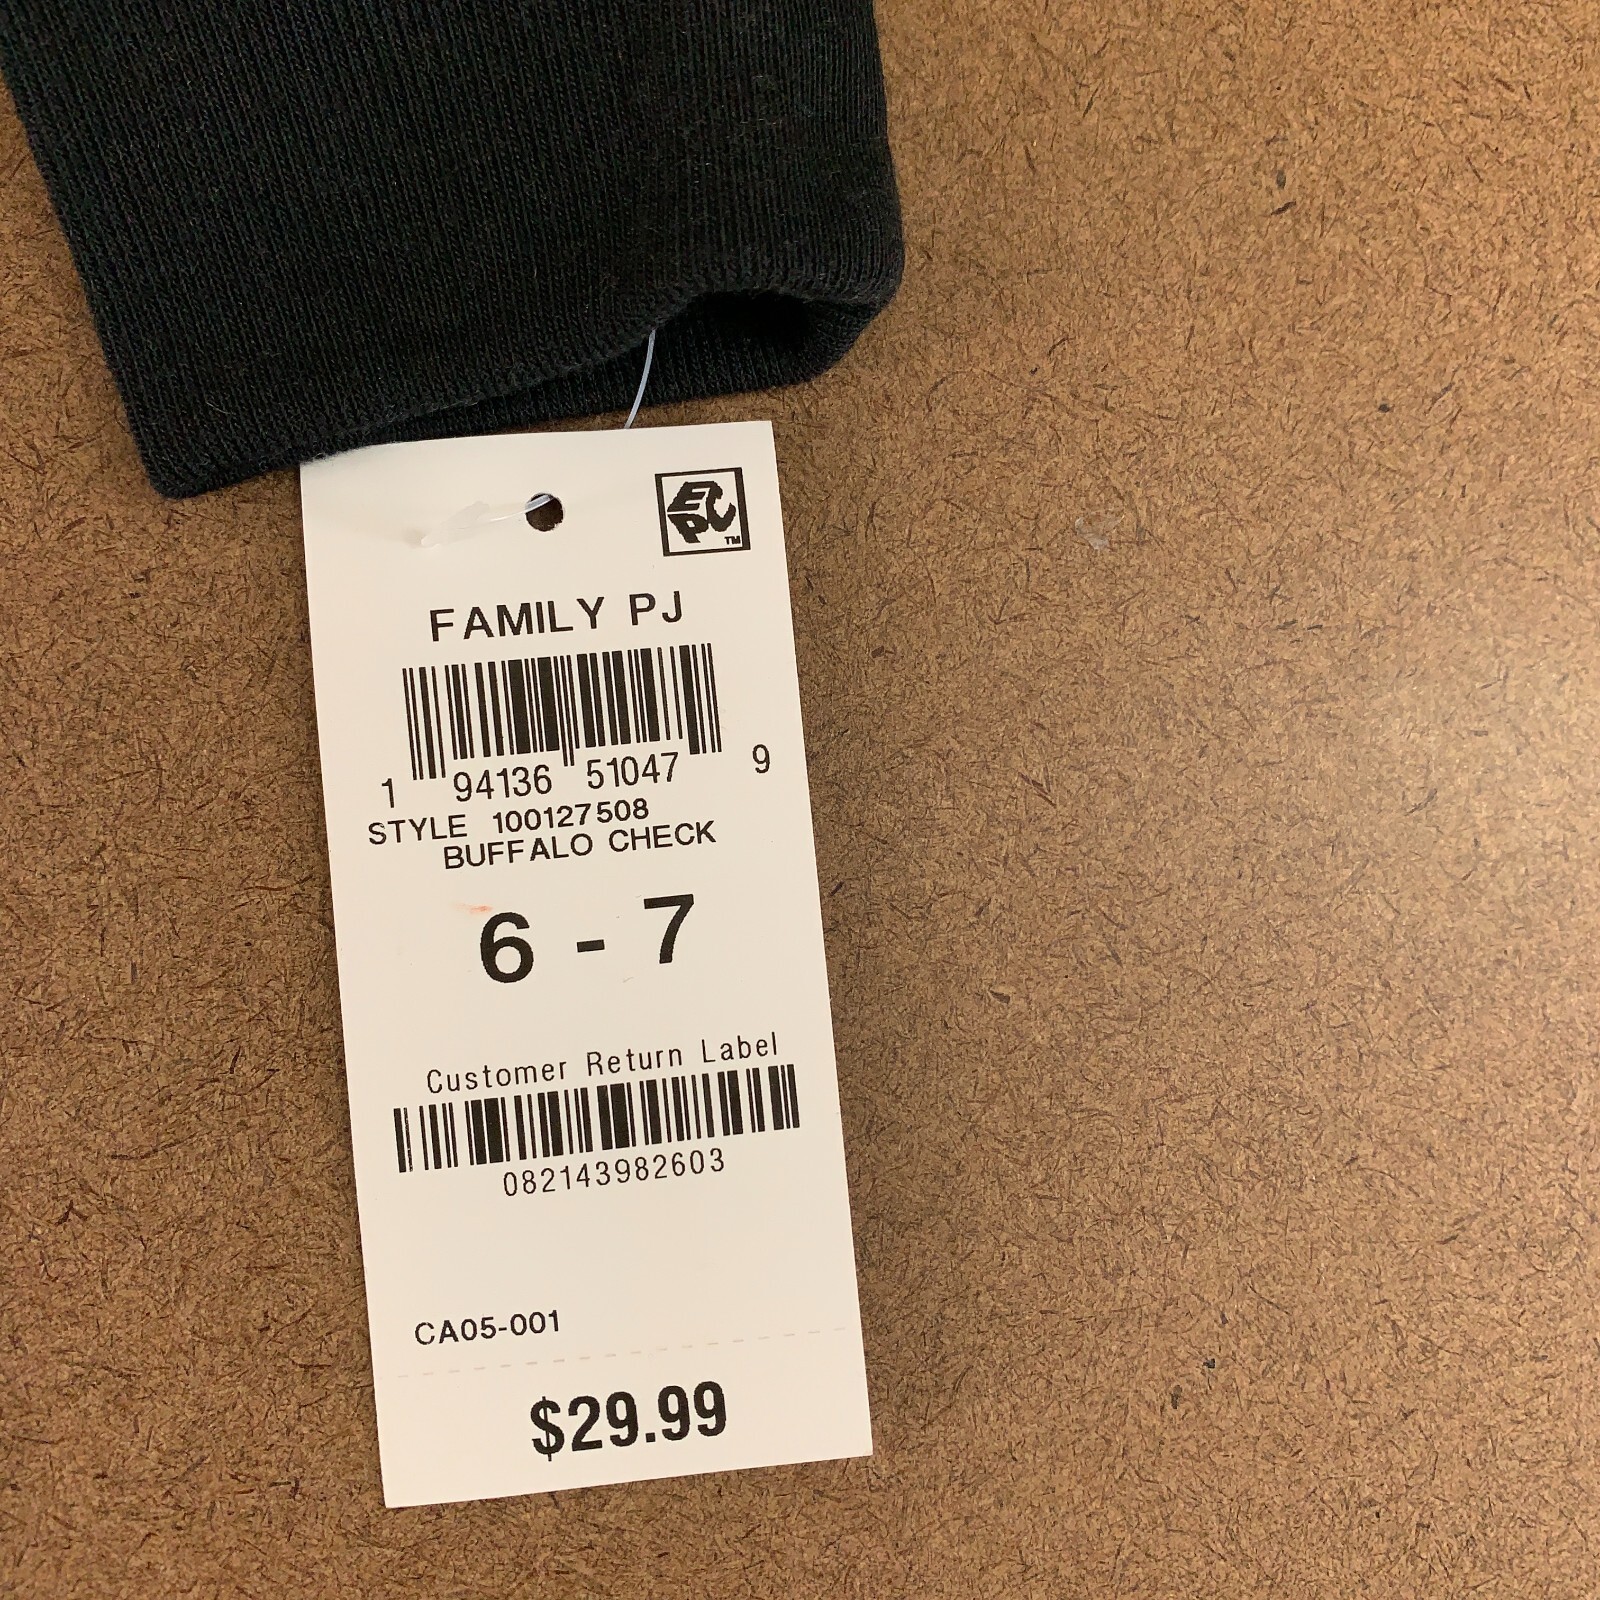 EPC
TM
FAMILY PJ
1 94136 51047 9
STYLE 100127508
BUFFALO CHECK
6 - 7
Customer Return Label
082143982603
CA05-001
$29.99